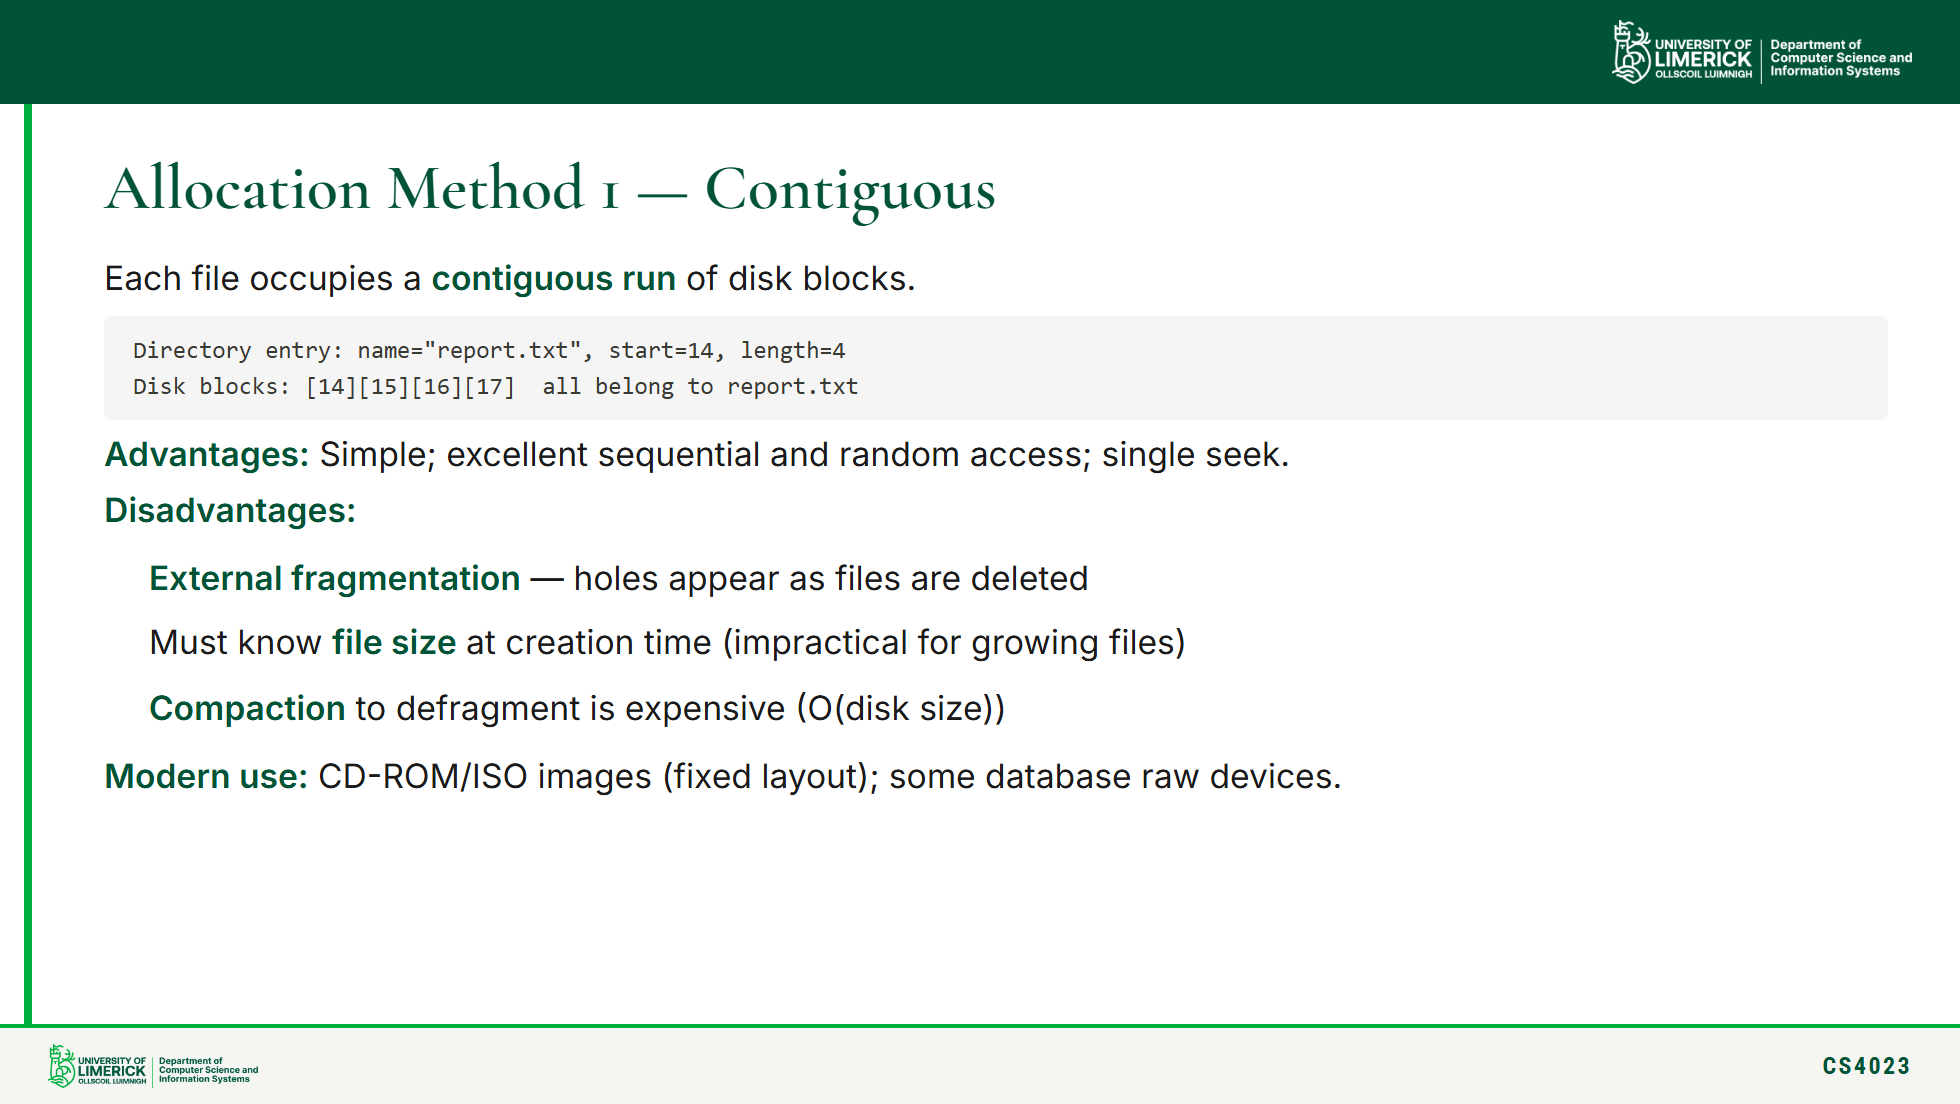 UNIVERSITY OF
LIMERICK
OLLSCOIL LUIMNIGH
Department of
Computer Science and
Information Systems
Allocation Method 1 — Contiguous
Each file occupies a contiguous run of disk blocks.
Directory entry: name="report.txt", start=14, length=4
Disk blocks: [14][15][16][17]  all belong to report.txt
Advantages: Simple; excellent sequential and random access; single seek.
Disadvantages:
External fragmentation — holes appear as files are deleted
Must know file size at creation time (impractical for growing files)
Compaction to defragment is expensive (O(disk size))
Modern use: CD-ROM/ISO images (fixed layout); some database raw devices.
UNIVERSITY OF
LIMERICK
OLLSCOIL LUIMNIGH
Department of
Computer Science and
Information Systems
CS4023